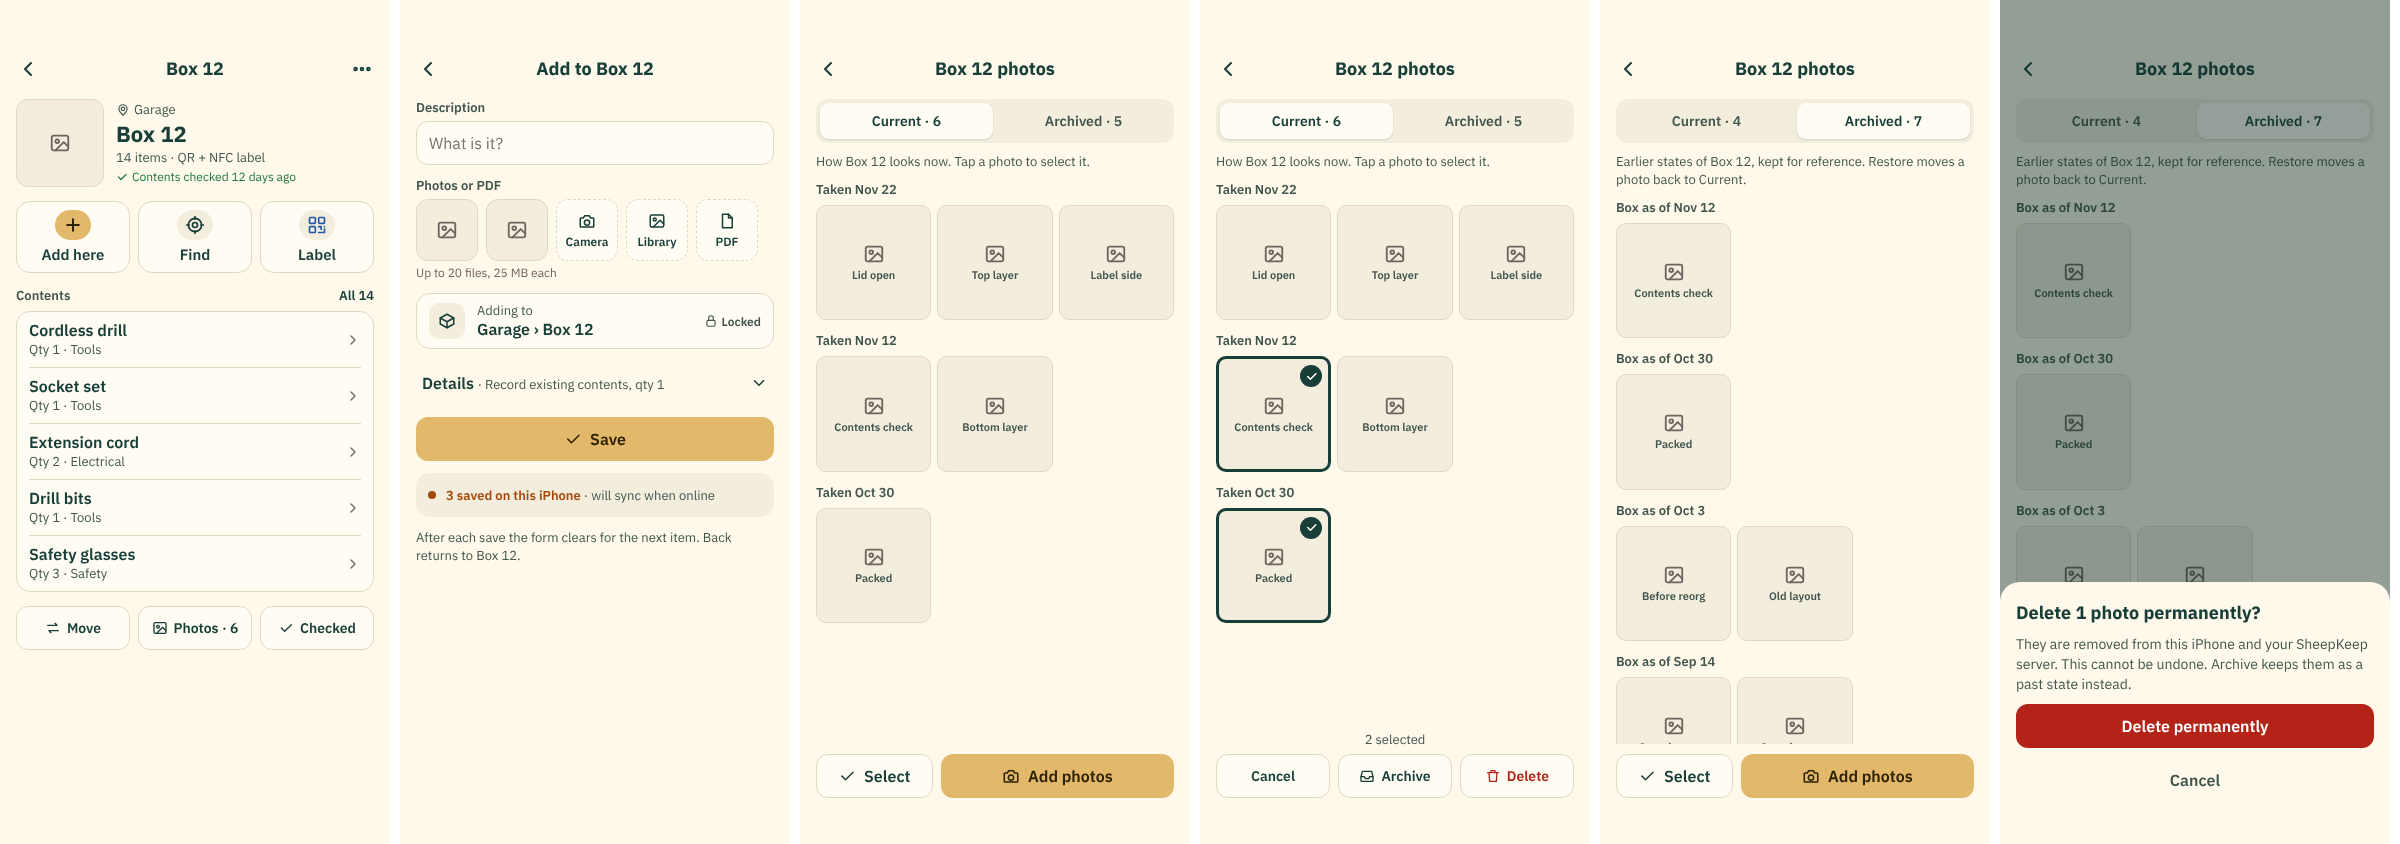 Box 12
Garage
Box 12
14 items · QR + NFC label
Contents checked 12 days ago
Add here
Find
Label
Contents
All 14
Cordless drill
Qty 1 · Tools
Socket set
Qty 1 · Tools
Extension cord
Qty 2 · Electrical
Drill bits
Qty 1 · Tools
Safety glasses
Qty 3 · Safety
Move
Photos · 6
Checked
Add to Box 12
Description
What is it?
Photos or PDF
Camera
Library
PDF
Up to 20 files, 25 MB each
Adding to
Garage › Box 12
Locked
Details · Record existing contents, qty 1
Save
3 saved on this iPhone · will sync when online
After each save the form clears for the next item. Back
returns to Box 12.
Box 12 photos
Current · 6
Archived · 5
How Box 12 looks now. Tap a photo to select it.
Taken Nov 22
Lid open
Top layer
Label side
Taken Nov 12
Contents check
Bottom layer
Taken Oct 30
Packed
Select
Add photos
Box 12 photos
Current · 6
Archived · 5
How Box 12 looks now. Tap a photo to select it.
Taken Nov 22
Lid open
Top layer
Label side
Taken Nov 12
Contents check
Bottom layer
Taken Oct 30
Packed
2 selected
Cancel
Archive
Delete
Box 12 photos
Current · 4
Archived · 7
Earlier states of Box 12, kept for reference. Restore moves a
photo back to Current.
Box as of Nov 12
Contents check
Box as of Oct 30
Packed
Box as of Oct 3
Before reorg
Old layout
Box as of Sep 14
Select
Add photos
Box 12 photos
Current · 4
Archived · 7
Earlier states of Box 12, kept for reference. Restore moves a
photo back to Current.
Box as of Nov 12
Contents check
Box as of Oct 30
Packed
Box as of Oct 3
Delete 1 photo permanently?
They are removed from this iPhone and your SheepKeep
server. This cannot be undone. Archive keeps them as a
past state instead.
Delete permanently
Cancel